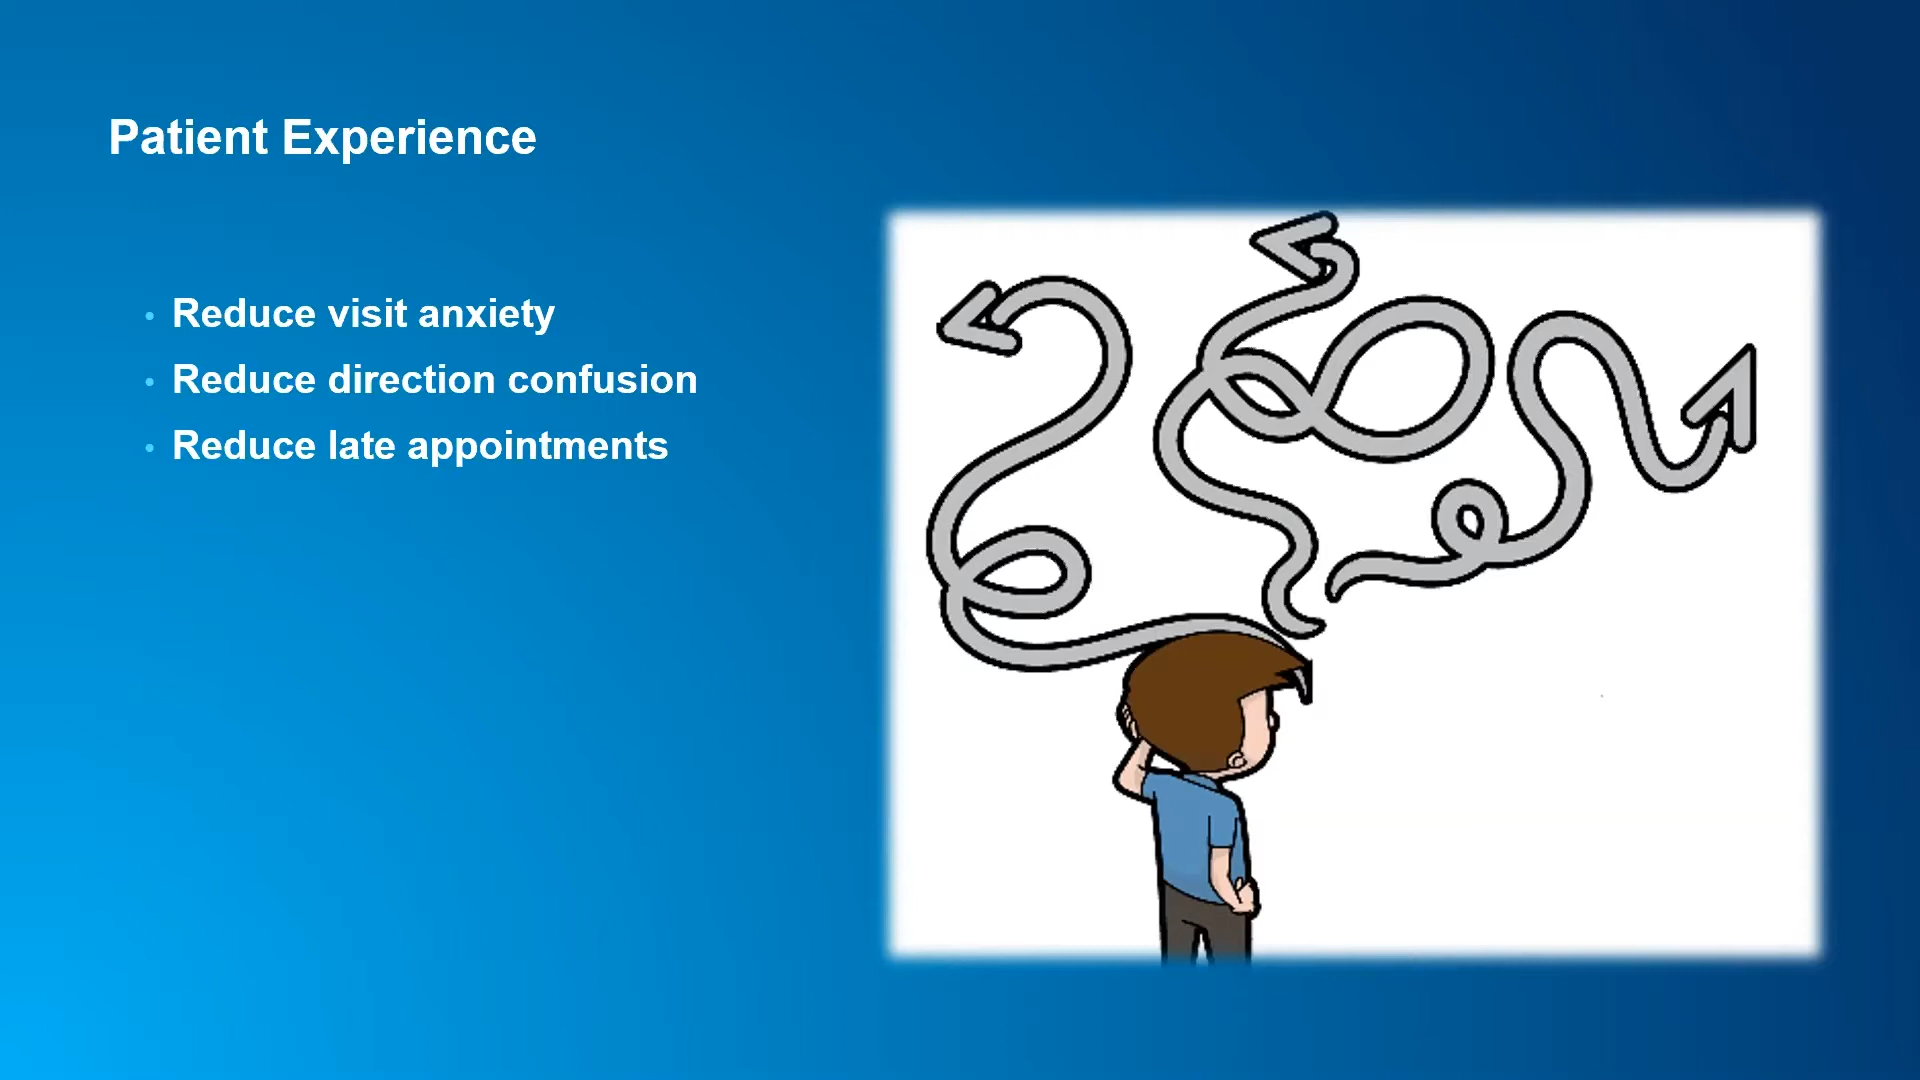 Patient Experience
• Reduce visit anxiety
• Reduce direction confusion
• Reduce late appointments